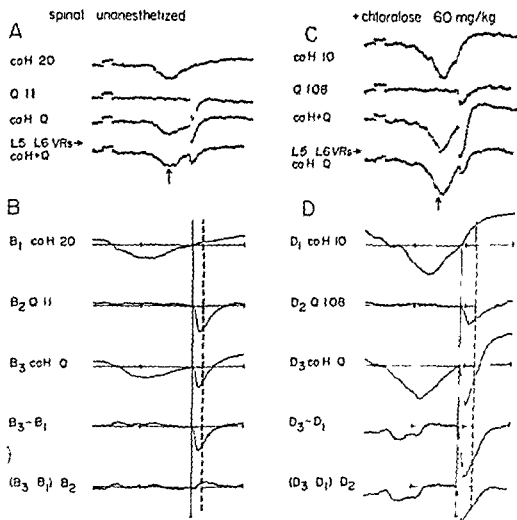 A
spinal unanesthetized
coH 20
Q 11
coH Q
L5 L6 VRs→
coH+Q
C
+ chloralose 60 mg/kg
coH 10
Q 108
coH+Q
L5 L6 VRs→
coH Q
B
B1 coH 20
B2 Q 11
B3 coH Q
B3-B1
)
(B3 B1) B2
D
D1 coH 10
D2 Q 108
D3 coH Q
D3-D1
(D3 D1) D2